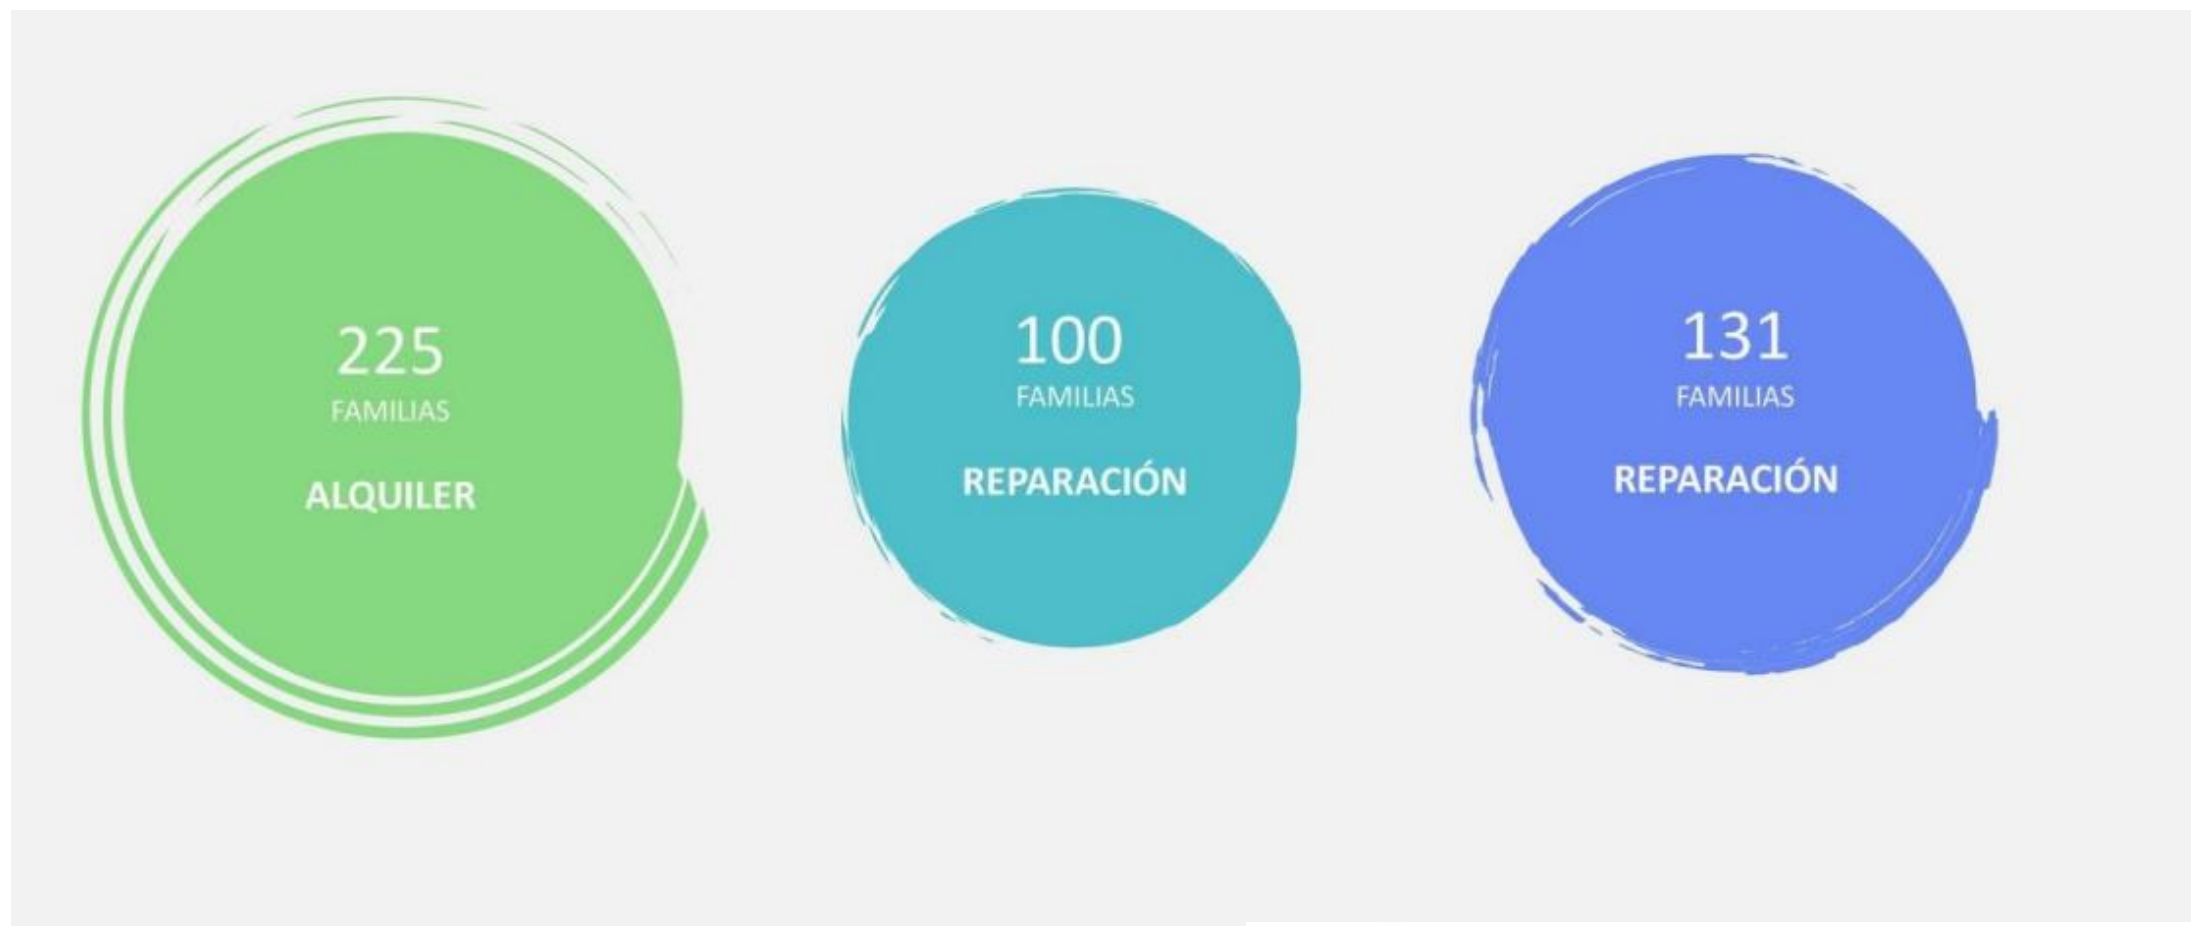 225
FAMILIAS
ALQUILER
100
FAMILIAS
REPARACIÓN
131
FAMILIAS
REPARACIÓN